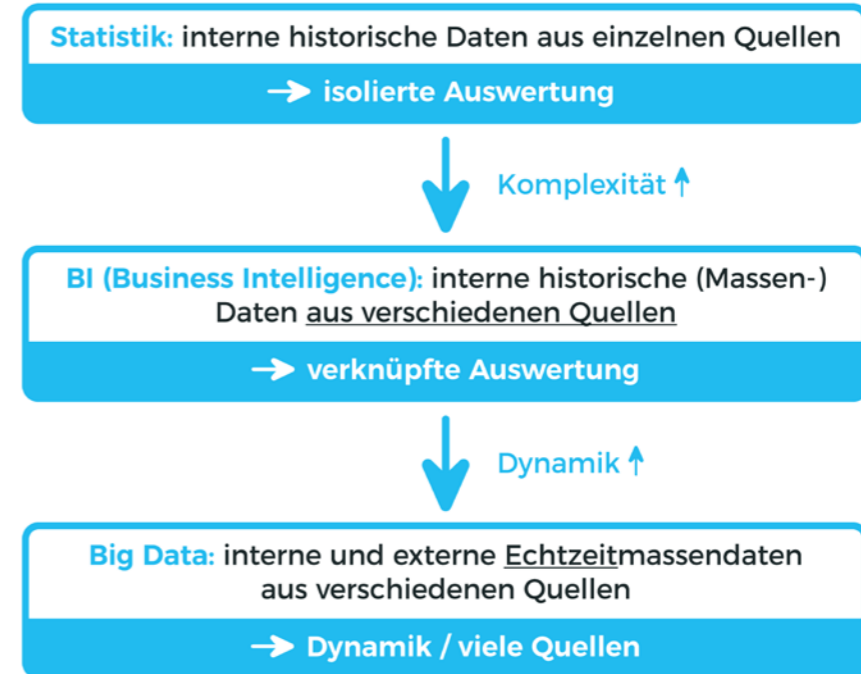 Statistik: interne historische Daten aus einzelnen Quellen
→ isolierte Auswertung
Komplexität ↑
BI (Business Intelligence): interne historische (Massen-)
Daten aus verschiedenen Quellen
→ verknüpfte Auswertung
Dynamik ↑
Big Data: interne und externe Echtzeitmassendaten
aus verschiedenen Quellen
→ Dynamik / viele Quellen